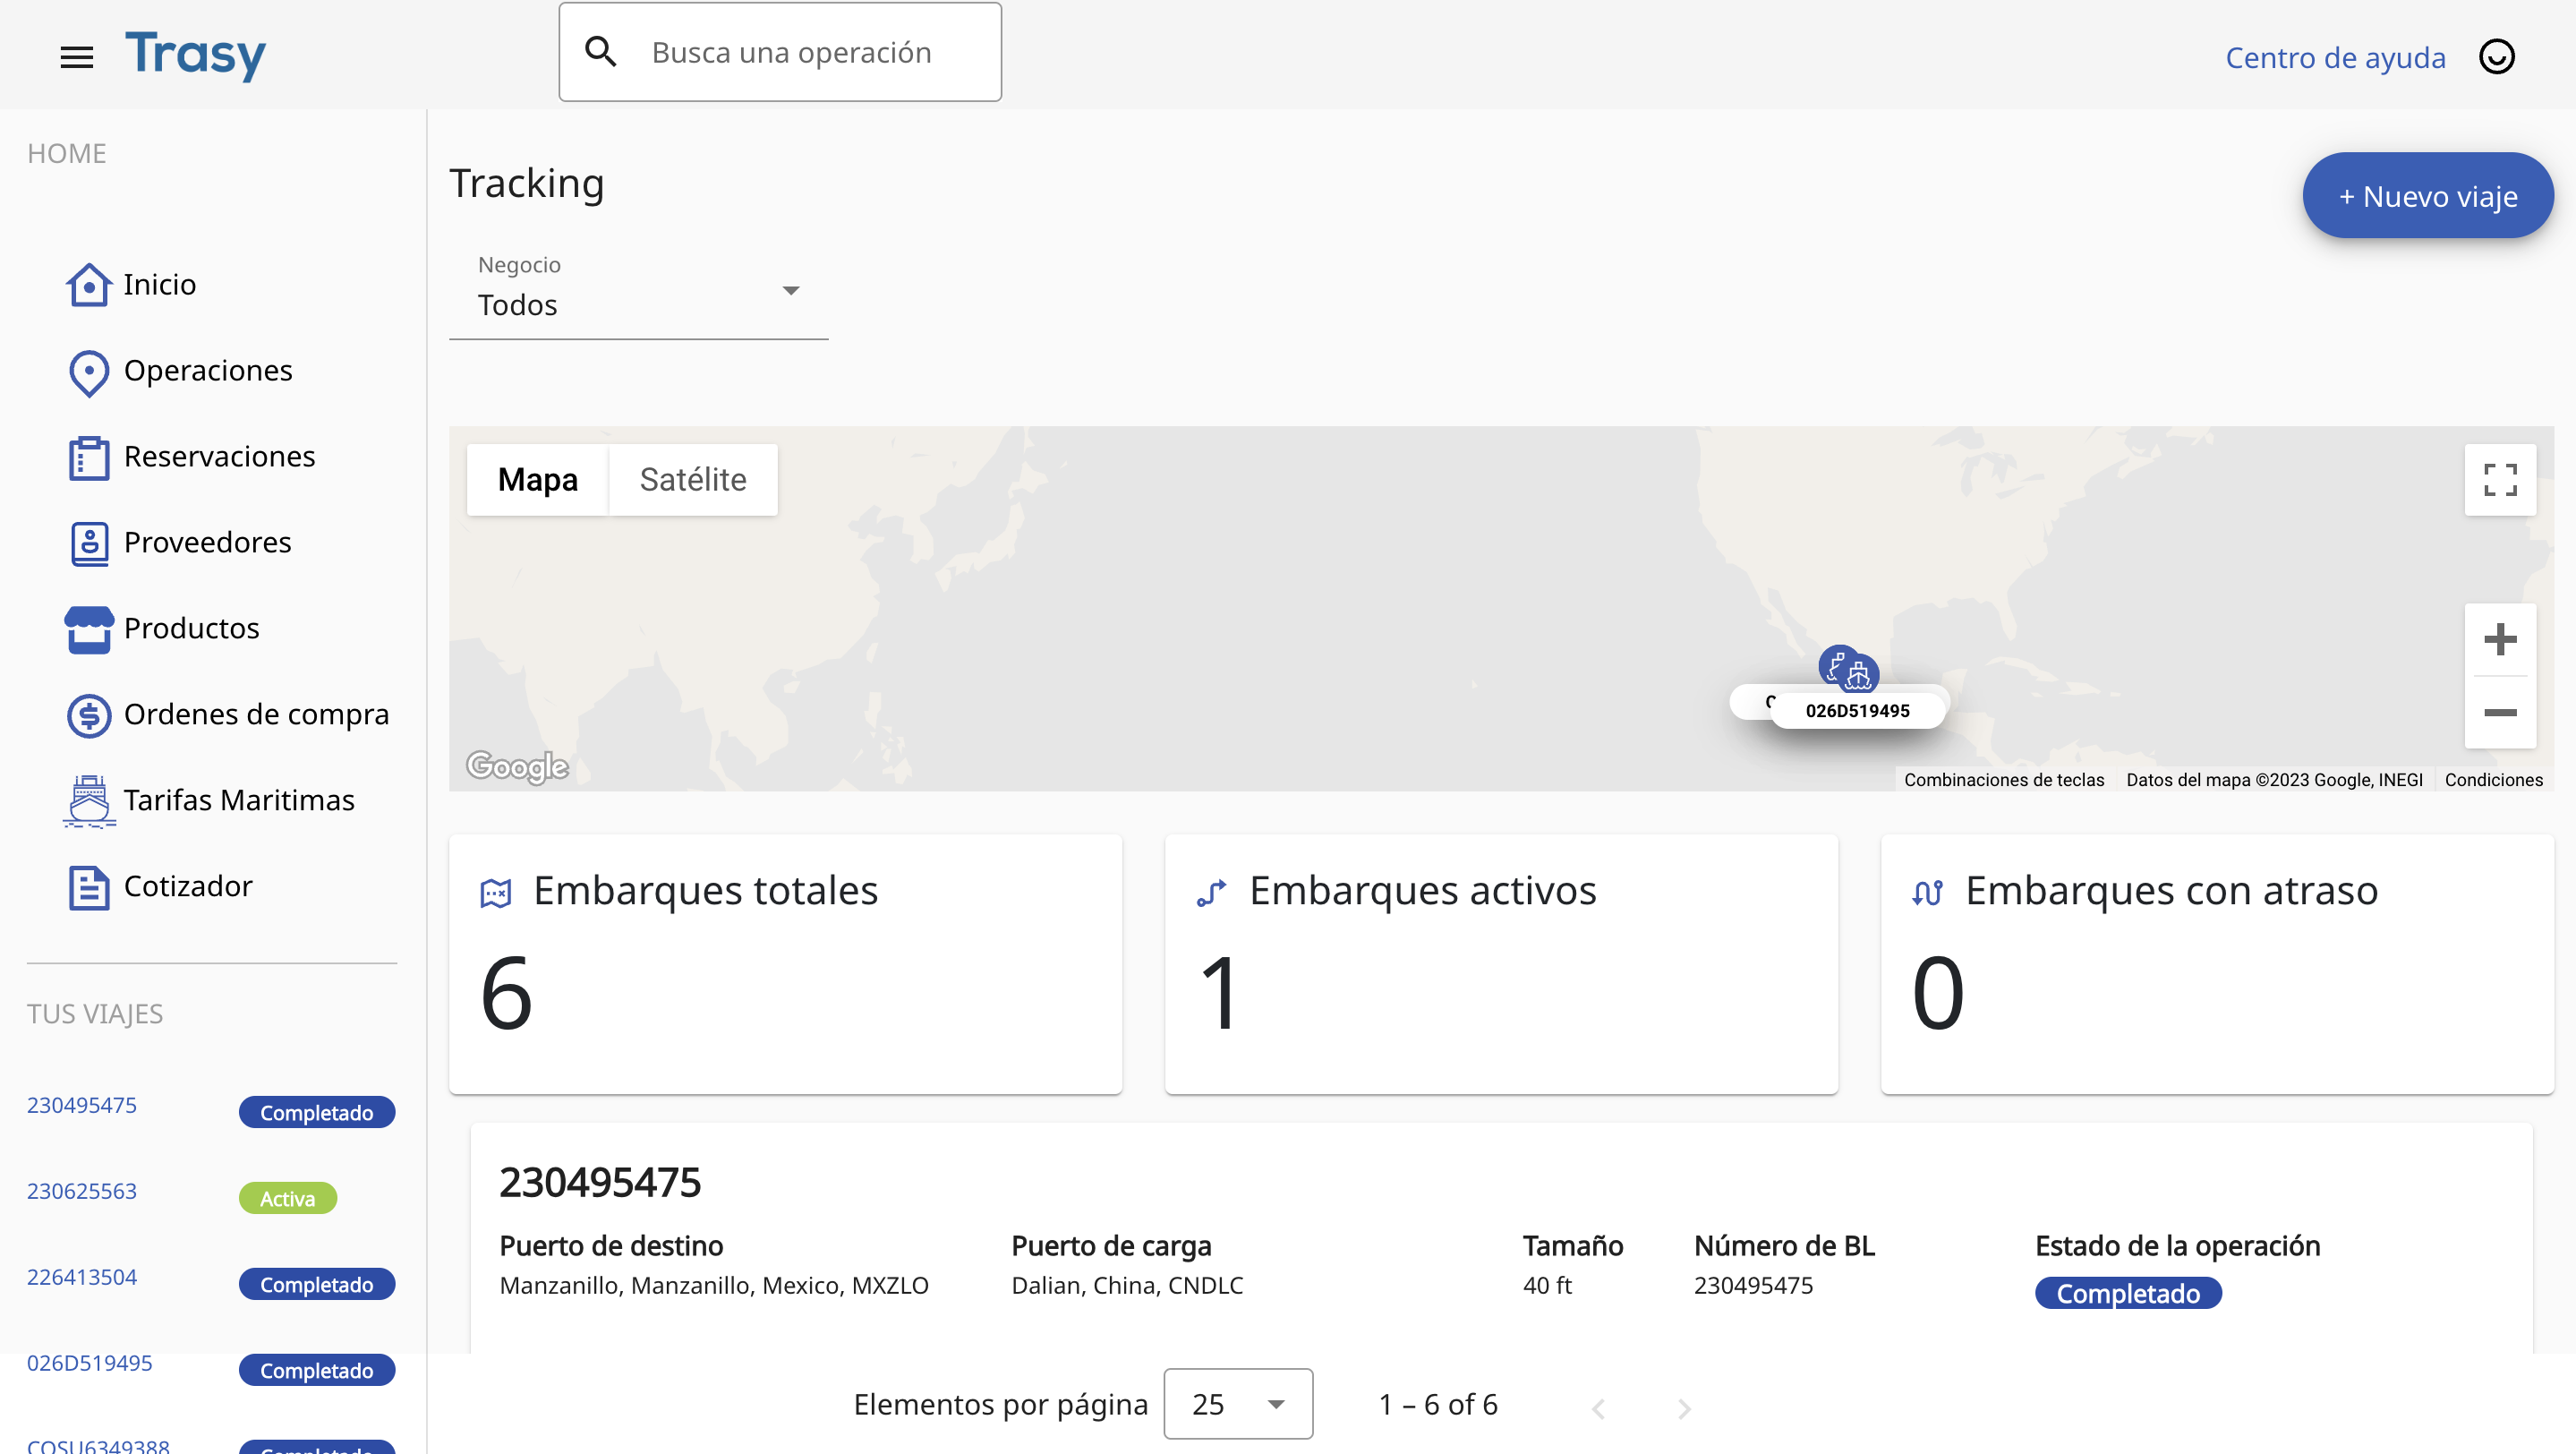 Trasy
Busca una operación
Centro de ayuda
HOME
Inicio
Operaciones
Reservaciones
Proveedores
Productos
Ordenes de compra
Tarifas Maritimas
Cotizador
TUS VIAJES
230495475 Completado
230625563 Activa
226413504 Completado
026D519495 Completado
COSU6349388 Completado
Tracking
+ Nuevo viaje
Negocio
Todos
Mapa Satélite
026D519495
Google
Combinaciones de teclas Datos del mapa ©2023 Google, INEGI Condiciones
Embarques totales
6
Embarques activos
1
Embarques con atraso
0
230495475
Puerto de destino Puerto de carga Tamaño Número de BL Estado de la operación
Manzanillo, Manzanillo, Mexico, MXZLO Dalian, China, CNDLC 40 ft 230495475 Completado
Elementos por página 25 1 – 6 of 6